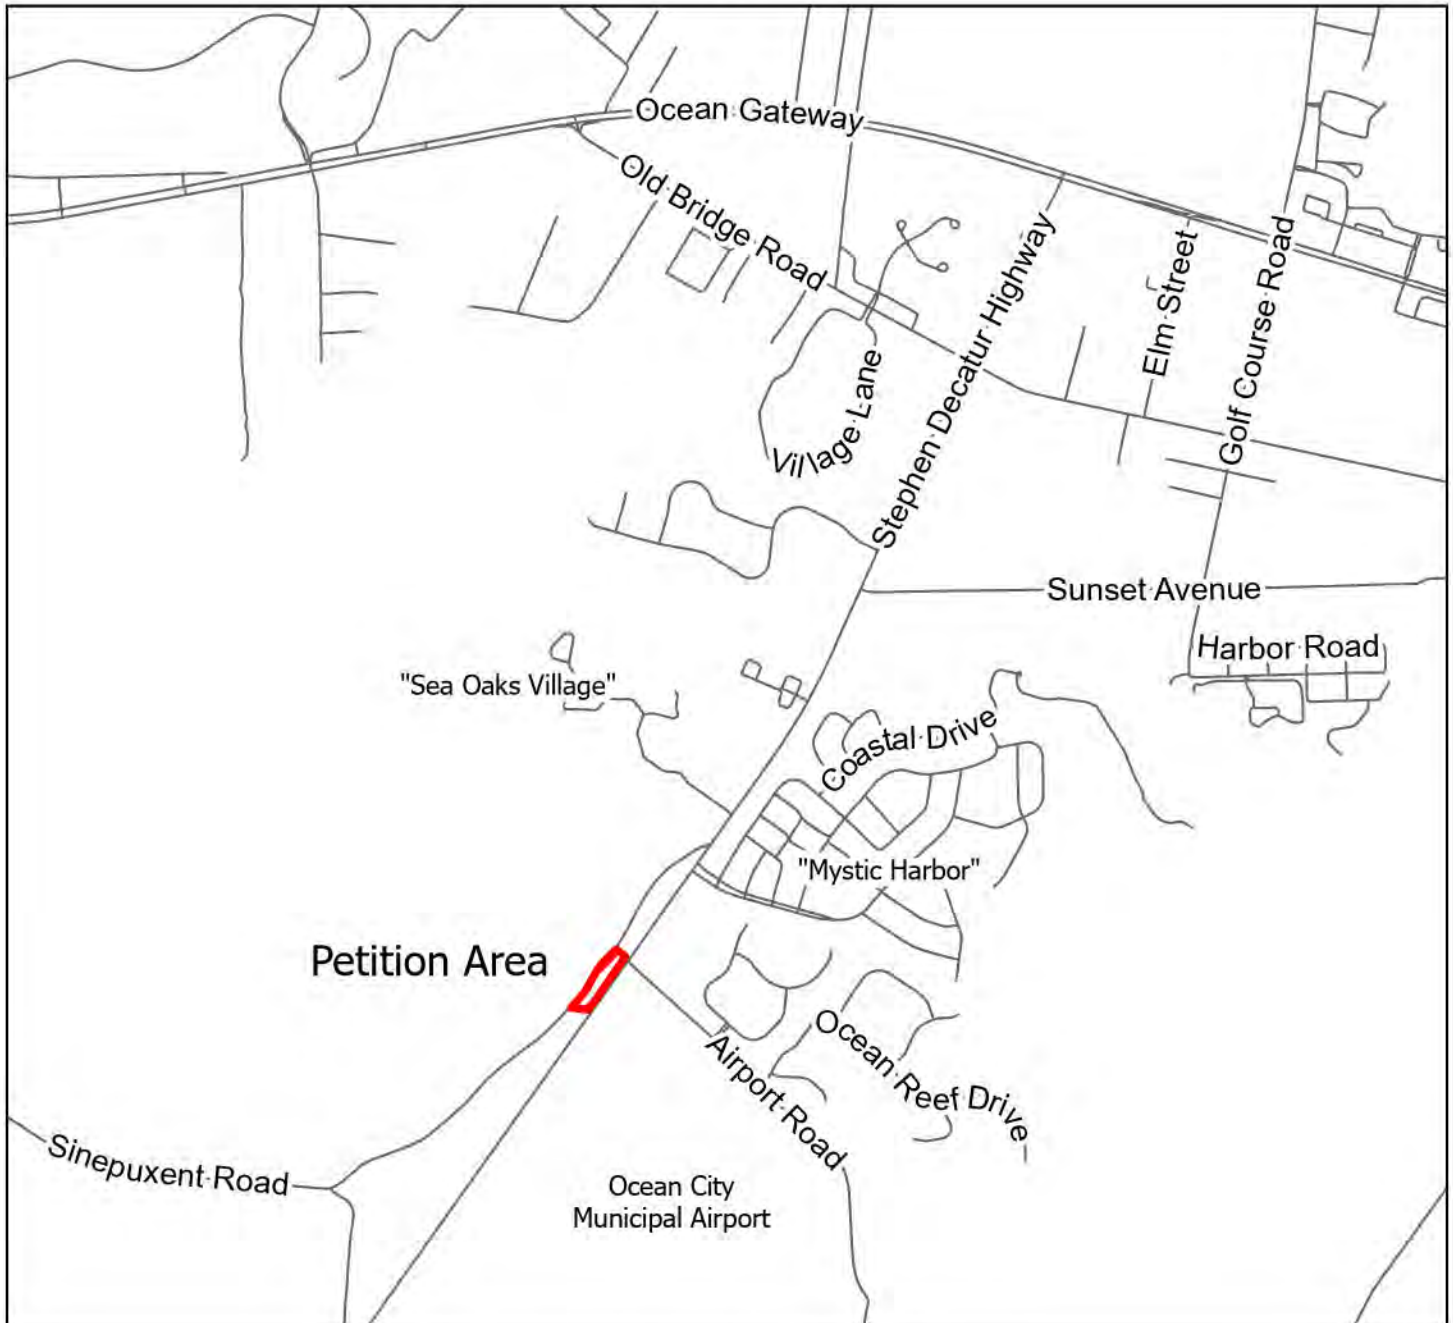 Ocean Gateway
Old Bridge Road
Stephen Decatur Highway
Elm Street
Golf Course Road
Village Lane
Sunset Avenue
Harbor Road
"Sea Oaks Village"
Coastal Drive
"Mystic Harbor"
Petition Area
Ocean Reef Drive
Airport Road
Sinepuxent Road
Ocean City
Municipal Airport